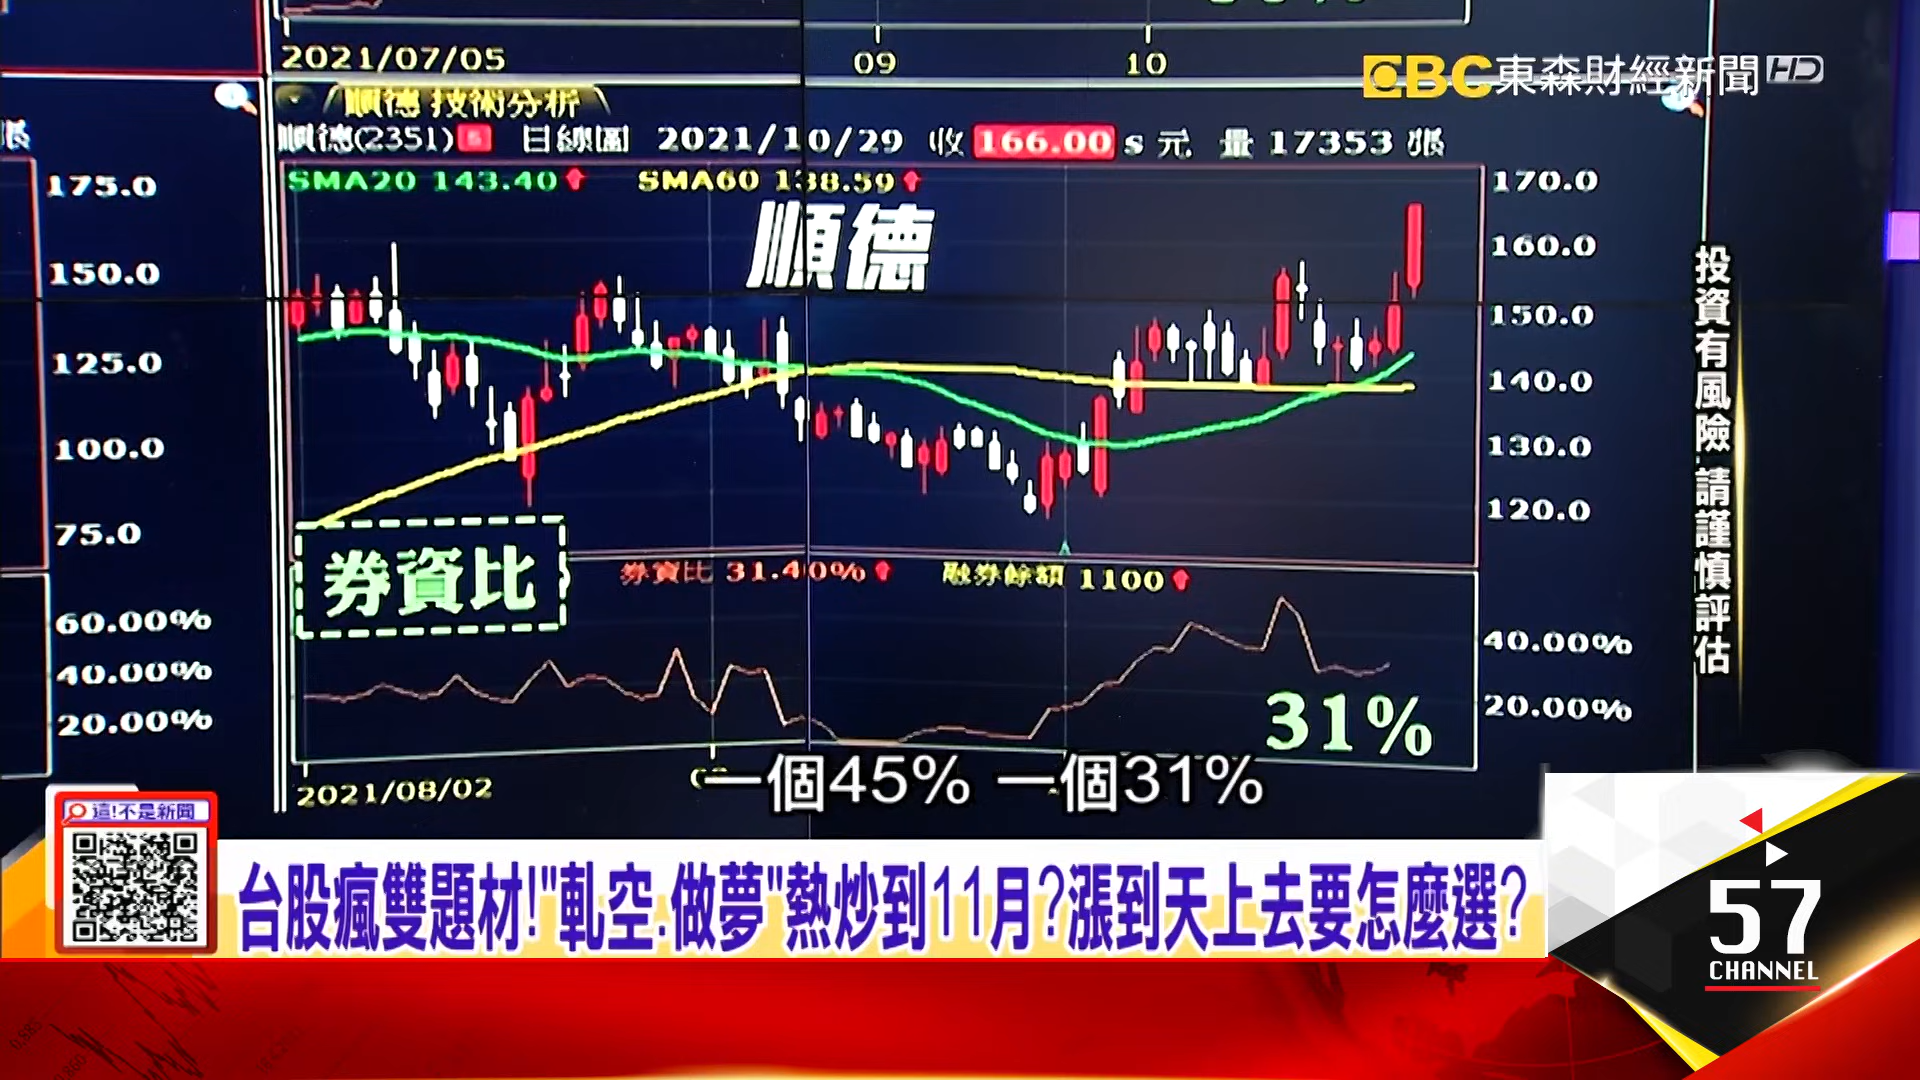 2021/07/05
09
10
EBC東森財經新聞HD
順德 技術分析
順德(2351) 日線圖 2021/10/29 收 166.00 s 元 量 17353 張
張
SMA20 143.40 SMA60 138.59
順德
175.0
150.0
125.0
100.0
75.0
60.00%
40.00%
20.00%
170.0
160.0
150.0
140.0
130.0
120.0
券資比
券資比 31.40% 融券餘額 1100
40.00%
20.00%
31%
2021/08/02
一個45% 一個31%
投資有風險 請謹慎評估
這!不是新聞
台股瘋雙題材!"軋空.做夢"熱炒到11月?漲到天上去要怎麼選?
57
CHANNEL